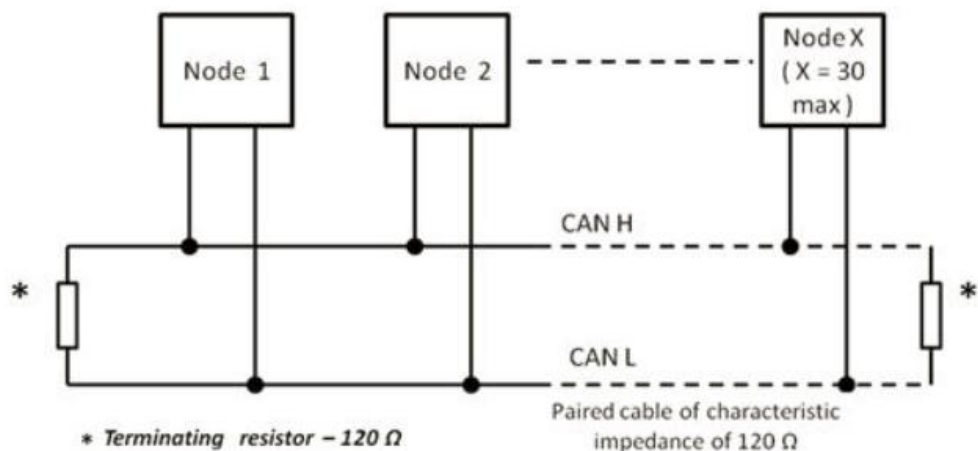 Node 1
Node 2
Node X
( X = 30
max )
CAN H
*
*
CAN L
Paired cable of characteristic
impedance of 120 Ω
* Terminating resistor – 120 Ω